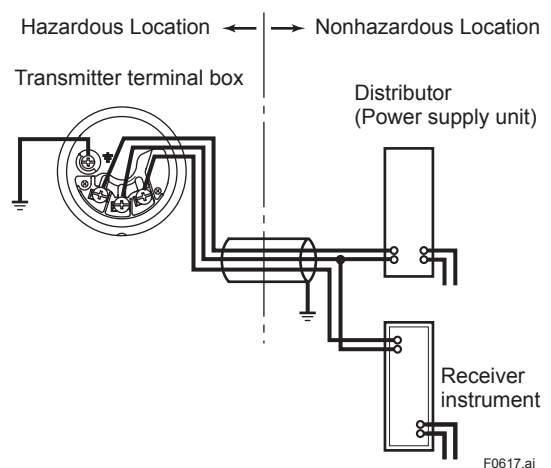 Hazardous Location
Nonhazardous Location
Transmitter terminal box
Distributor
(Power supply unit)
Receiver
instrument
F0617.ai